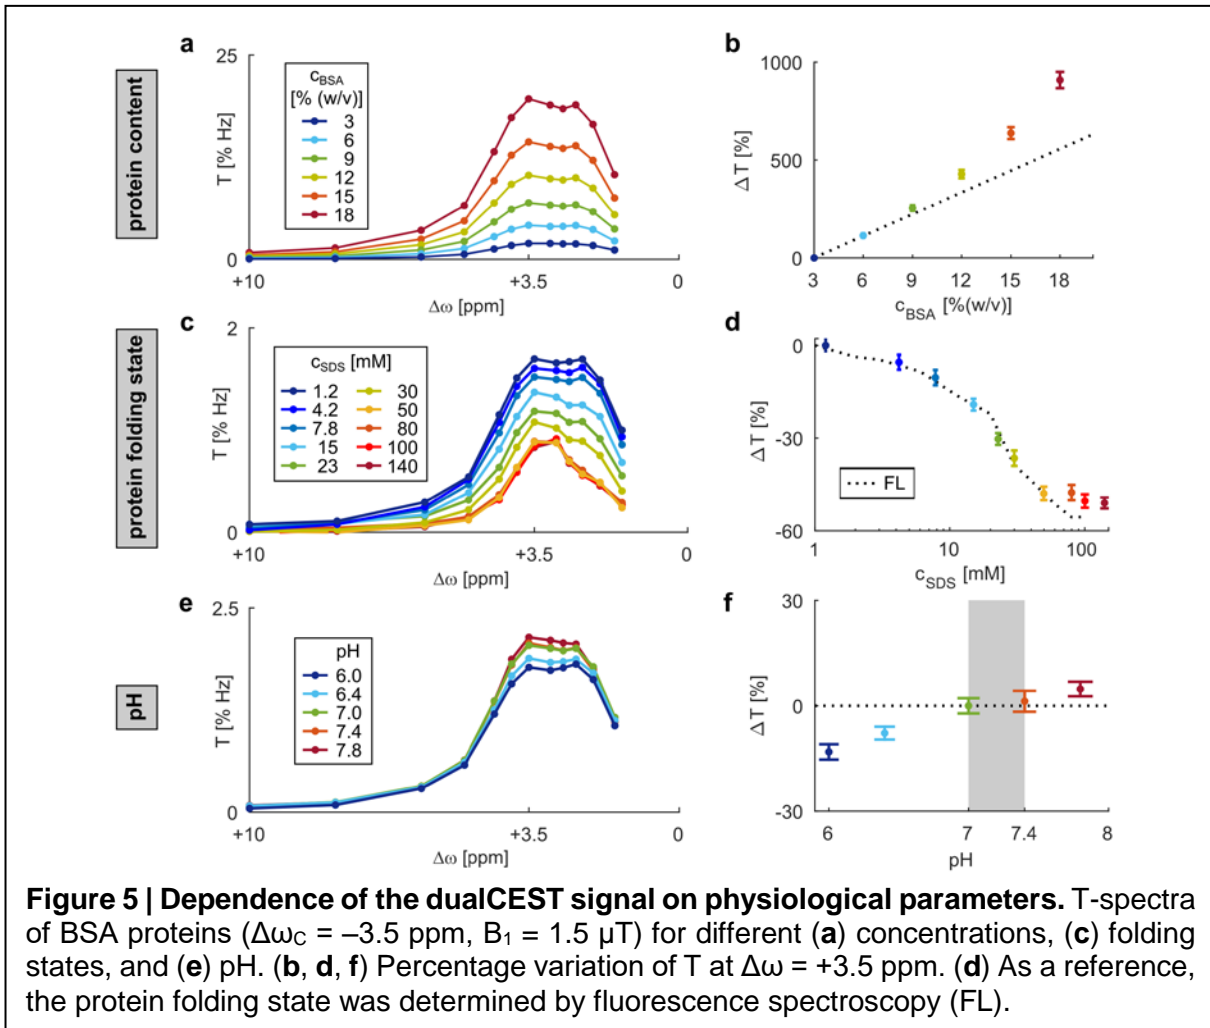 protein content
a
25
T [% Hz]
0
c_BSA
[% (w/v)]
3
6
9
12
15
18
+10
+3.5
0
Δω [ppm]
b
1000
500
0
Δ T [%]
3
6
9
12
15
18
c_BSA [%(w/v)]
protein folding state
c
2
T [% Hz]
0
c_SDS [mM]
1.2 30
4.2 50
7.8 80
15 100
23 140
+10
+3.5
0
Δω [ppm]
d
0
-30
-60
Δ T [%]
FL
1
10
100
c_SDS [mM]
pH
e
2.5
T [% Hz]
0
pH
6.0
6.4
7.0
7.4
7.8
+10
+3.5
0
Δω [ppm]
f
30
0
-30
Δ T [%]
6
7
7.4
8
pH
Figure 5 | Dependence of the dualCEST signal on physiological parameters. T-spectra
of BSA proteins (Δω_C = –3.5 ppm, B₁ = 1.5 µT) for different (a) concentrations, (c) folding
states, and (e) pH. (b, d, f) Percentage variation of T at Δω = +3.5 ppm. (d) As a reference,
the protein folding state was determined by fluorescence spectroscopy (FL).